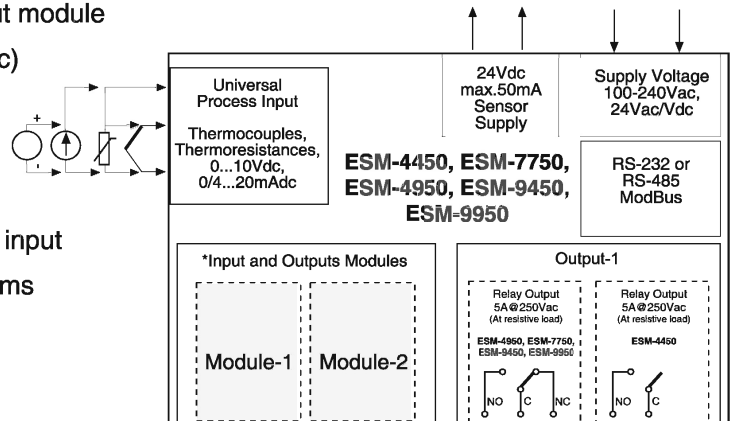 ut module
c)
input
ms
+
-
Universal
Process Input
Thermocouples,
Thermoresistances,
0...10Vdc,
0/4...20mAdc
24Vdc
max.50mA
Sensor
Supply
Supply Voltage
100-240Vac,
24Vac/Vdc
ESM-4450, ESM-7750,
ESM-4950, ESM-9450,
ESM-9950
RS-232 or
RS-485
ModBus
*Input and Outputs Modules
Module-1
Module-2
Output-1
Relay Output
5A@250Vac
(At resistive load)
ESM-4950, ESM-7750,
ESM-9450, ESM-9950
NO
C
NC
Relay Output
5A@250Vac
(At resistive load)
ESM-4450
NO
C